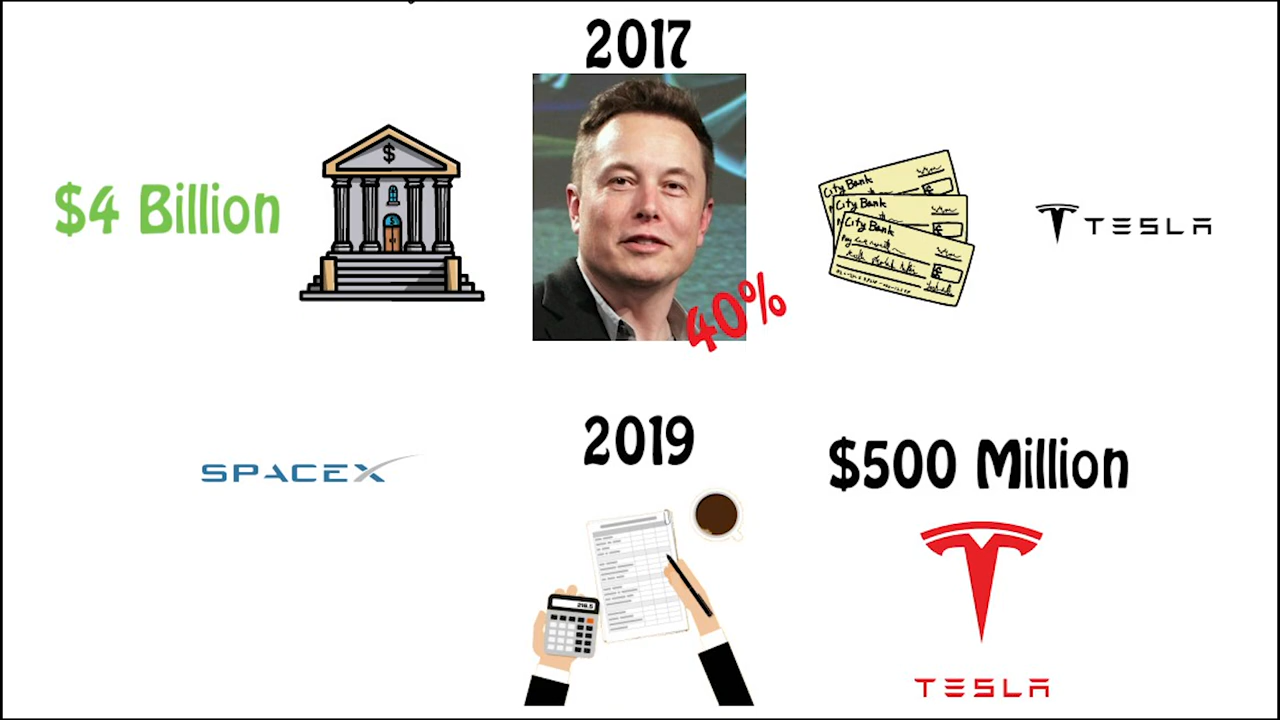 2017
$4 Billion
$
$
City Bank
City Bank
City Bank
TESLA
40%
2019
SPACEX
$500 Million
TESLA